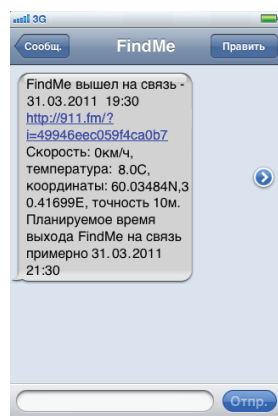 3G
Сообщ.
FindMe
Править
FindMe вышел на связь -
31.03.2011 19:30
http://911.fm/?
i=49946eec059f4ca0b7
Скорость: 0км/ч,
температура: 8.0C,
координаты: 60.03484N,3
0.41699E, точность 10м.
Планируемое время
выхода FindMe на связь
примерно 31.03.2011
21:30
Отпр.